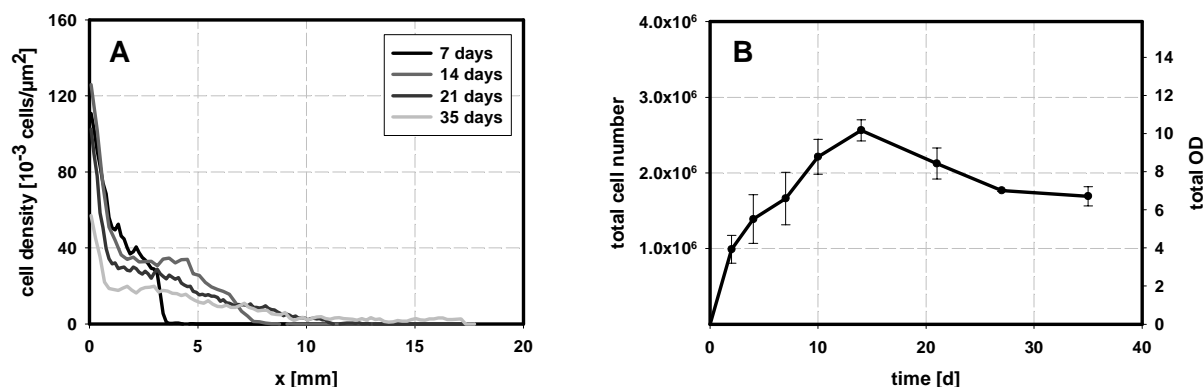 A
cell density [10⁻³ cells/µm²]
160
120
80
40
0
0 5 10 15 20
x [mm]
7 days
14 days
21 days
35 days
B
total cell number
4.0x10⁶
3.0x10⁶
2.0x10⁶
1.0x10⁶
0 10 20 30 40
time [d]
14
12
10
8
6
4
2
0
total OD